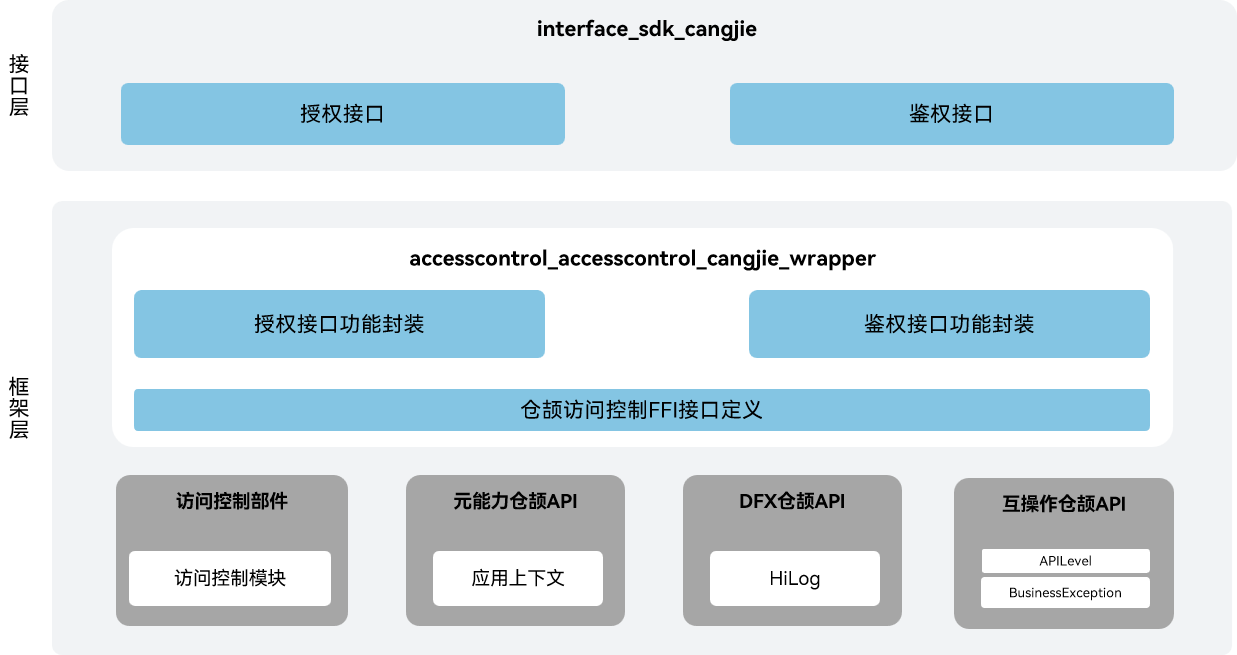 interface_sdk_cangjie
接口层
授权接口
鉴权接口
accesscontrol_accesscontrol_cangjie_wrapper
授权接口功能封装
鉴权接口功能封装
框架层
仓颉访问控制FFI接口定义
访问控制部件
元能力仓颉API
DFX仓颉API
互操作仓颉API
访问控制模块
应用上下文
HiLog
APILevel
BusinessException